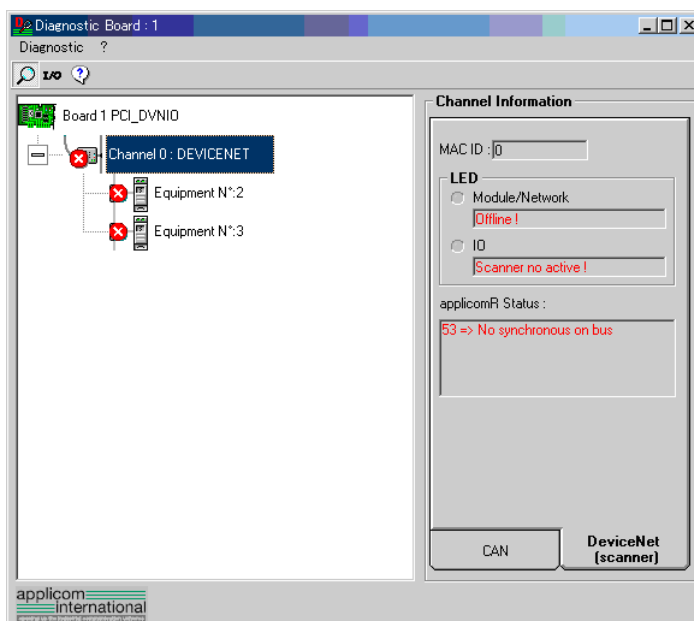 Diagnostic Board : 1
Diagnostic ?
I/O
Board 1 PCI_DVNIO
Channel 0 : DEVICENET
Equipment N°:2
Equipment N°:3
Channel Information
MAC ID : 0
LED
Module/Network
Offline !
IO
Scanner no active !
applicomR Status :
53 => No synchronous on bus
CAN
DeviceNet
(scanner)
applicom
international